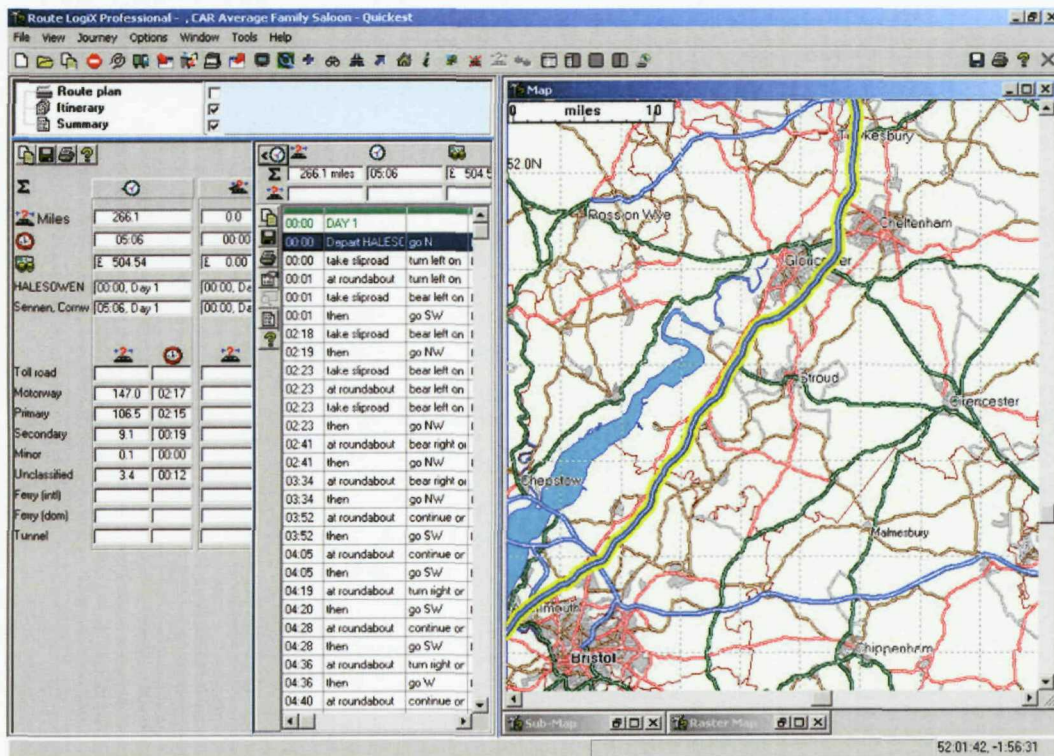 Route LogiX Professional - , CAR Average Family Saloon - Quickest
File View Journey Options Window Tools Help
Route plan
Itinerary
Summary
Σ
Miles 266.1 0.0
05:06 00:00
£ 504.54 £ 0.00
HALESOWEN 00:00, Day 1
Sennen, Cornw 05:06, Day 1
Toll road
Motorway 147.0 02:17
Primary 106.5 02:15
Secondary 9.1 00:19
Minor 0.1 00:00
Unclassified 3.4 00:12
Ferry (intl)
Ferry (dom)
Tunnel
Σ 266.1 miles 05:06 £ 504.5
00:00 DAY 1
00:00 Depart HALESC go N
00:00 take sliproad turn left on
00:01 at roundabout turn left on
00:01 take sliproad bear left on
00:01 then go SW
02:18 take sliproad bear left on
02:19 then go NW
02:23 take sliproad bear left on
02:23 at roundabout bear left on
02:23 take sliproad bear left on
02:23 then go NW
02:41 at roundabout bear right or
02:41 then go NW
03:34 at roundabout bear right or
03:34 then go NW
03:52 at roundabout continue or
03:52 then go SW
04:05 at roundabout continue or
04:05 then go SW
04:19 at roundabout turn right or
04:20 then go SW
04:28 at roundabout continue or
04:28 then go SW
04:36 at roundabout turn right or
04:36 then go W
04:40 at roundabout continue or
Map
0 miles 10
52.0N
Ross on Wye
Cheltenham
Stroud
Cirencester
Chepstow
Malmesbury
Bristol
Chippenham
Sub-Map
Raster Map
52:01:42, -1:56:31